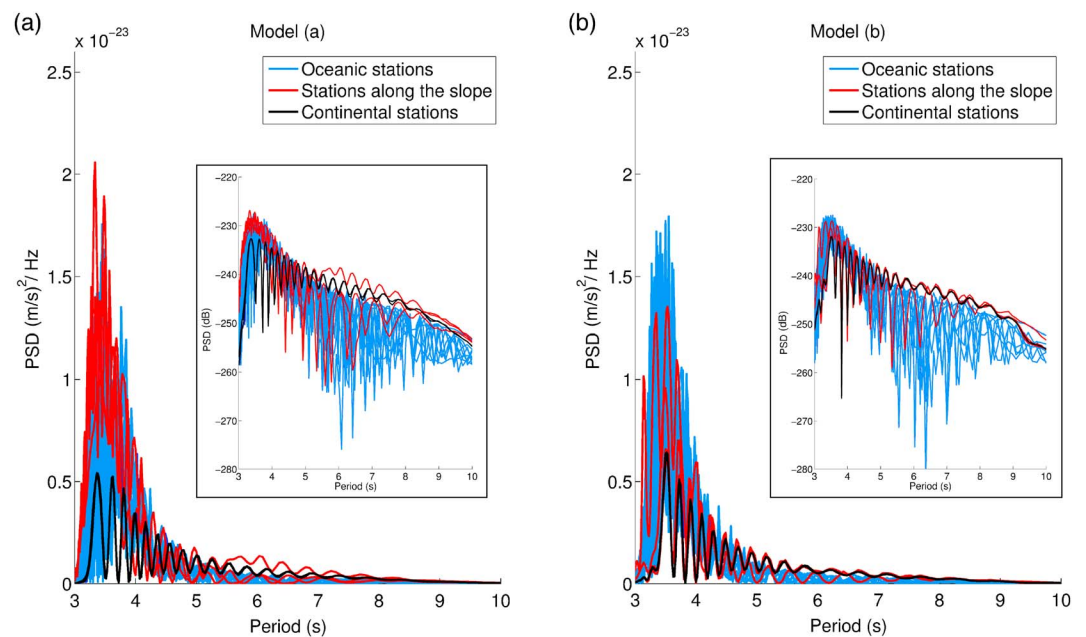 (a)
× 10⁻²³
Model (a)
Oceanic stations
Stations along the slope
Continental stations
2.5
2
1.5
1
0.5
0
PSD (m/s)²/ Hz
3 4 5 6 7 8 9 10
Period (s)
−220
−230
−240
−250
−260
−270
−280
PSD (dB)
3 4 5 6 7 8 9 10
Period (s)
(b)
× 10⁻²³
Model (b)
Oceanic stations
Stations along the slope
Continental stations
2.5
2
1.5
1
0.5
0
PSD (m/s)²/ Hz
3 4 5 6 7 8 9 10
Period (s)
−220
−230
−240
−250
−260
−270
−280
PSD (dB)
3 4 5 6 7 8 9 10
Period (s)